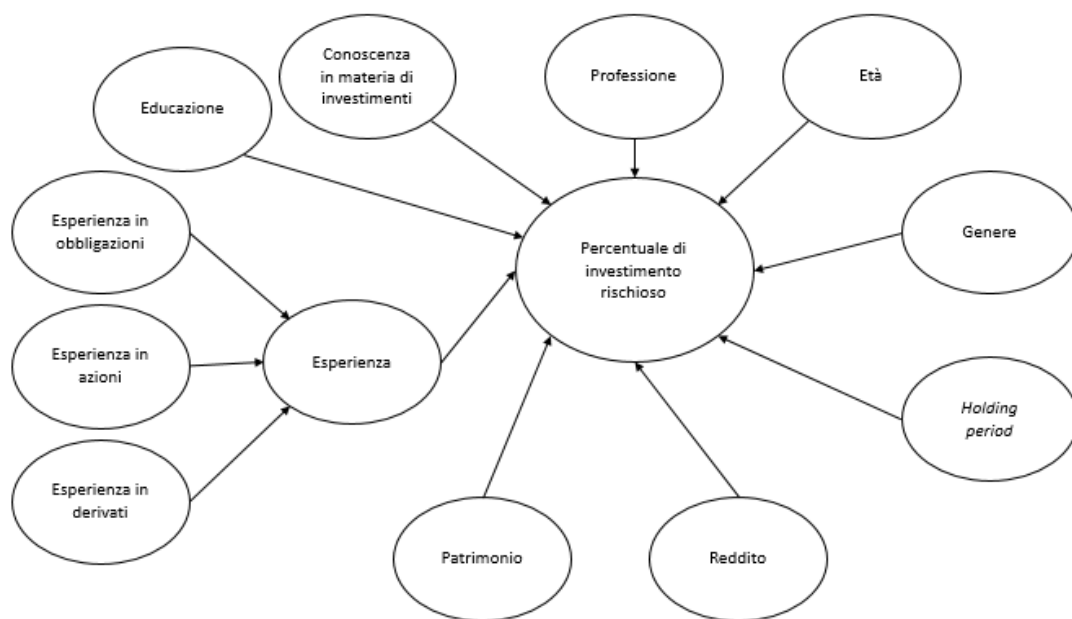 Conoscenza
in materia di
investimenti
Professione
Età
Educazione
Esperienza in
obbligazioni
Percentuale di
investimento
rischioso
Genere
Esperienza in
azioni
Esperienza
Holding
period
Esperienza in
derivati
Patrimonio
Reddito